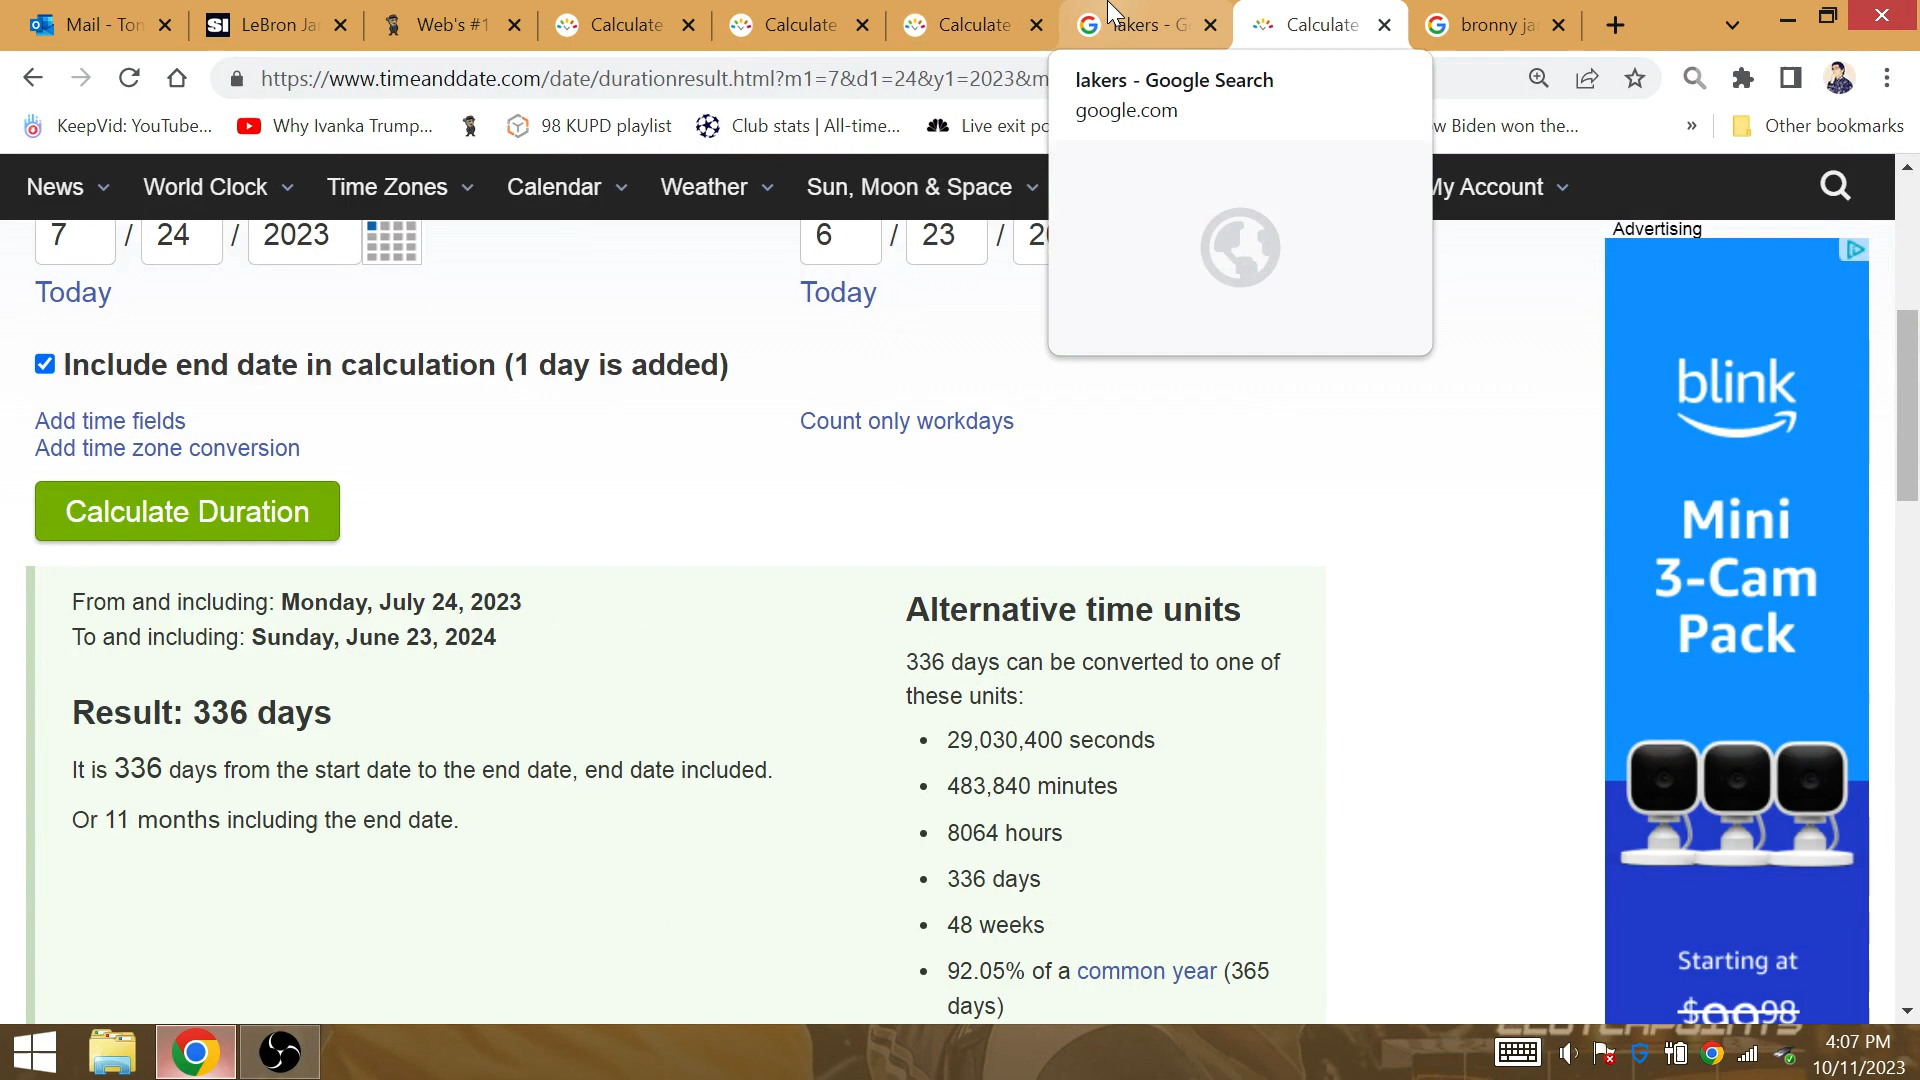 Mail - Ton
LeBron Jar
Web's #1
Calculate
Calculate
Calculate
lakers - G
Calculate
bronny ja
https://www.timeanddate.com/date/durationresult.html?m1=7&d1=24&y1=2023&m
lakers - Google Search
google.com
KeepVid: YouTube...
Why Ivanka Trump...
98 KUPD playlist
Club stats | All-time...
Live exit po
w Biden won the...
»
Other bookmarks
News
World Clock
Time Zones
Calendar
Weather
Sun, Moon & Space
My Account
7 / 24 / 2023
6 / 23 / 20
Today
Today
Advertising
Include end date in calculation (1 day is added)
Add time fields
Count only workdays
Add time zone conversion
Calculate Duration
From and including: Monday, July 24, 2023
To and including: Sunday, June 23, 2024
Result: 336 days
It is 336 days from the start date to the end date, end date included.
Or 11 months including the end date.
Alternative time units
336 days can be converted to one of
these units:
• 29,030,400 seconds
• 483,840 minutes
• 8064 hours
• 336 days
• 48 weeks
• 92.05% of a common year (365
days)
blink
Mini
3-Cam
Pack
Starting at
4:07 PM
10/11/2023